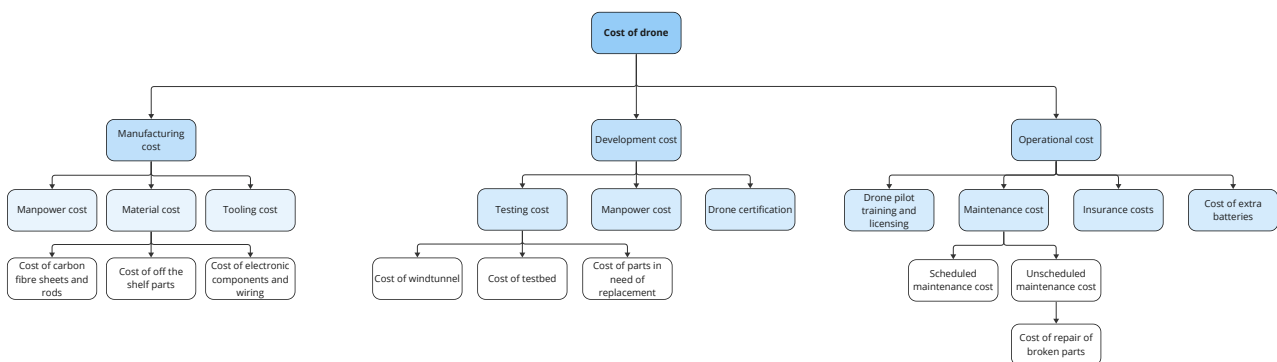 Cost of drone
Manufacturing
cost
Development cost
Operational cost
Manpower cost
Material cost
Tooling cost
Testing cost
Manpower cost
Drone certification
Drone pilot
training and
licensing
Maintenance cost
Insurance costs
Cost of extra
batteries
Cost of carbon
fibre sheets and
rods
Cost of off the
shelf parts
Cost of electronic
components and
wiring
Cost of windtunnel
Cost of testbed
Cost of parts in
need of
replacement
Scheduled
maintenance cost
Unscheduled
maintenance cost
Cost of repair of
broken parts